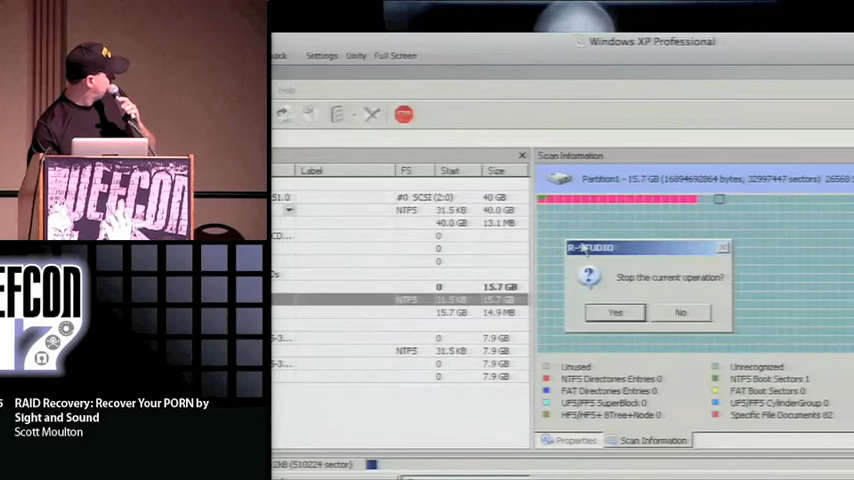 Windows XP Professional
Settings Unity Full Screen
Help
Label FS Start Size
#0 SCSI (2:0) 40 GB
NTFS 31.5 KB 40.0 GB
40.0 GB 13.1 MB
0
0
0
0 15.7 GB
NTFS 31.5 KB 15.7 GB
15.7 GB 14.9 MB
0 7.9 GB
NTFS 31.5 KB 7.9 GB
0 7.9 GB
0 7.9 GB
Scan Information
Partition1 - 15.7 GB (16894692864 bytes, 32997447 sectors)
R-STUDIO
Stop the current operation?
Yes No
Unused Unrecognized
NTFS Directories Entries 0 NTFS Boot Sectors 1
FAT Directories Entries 0 FAT Boot Sectors 0
UFS/FFS SuperBlock 0 UFS/FFS CylinderGroup 0
HFS/HFS+ BTree+Node 0 Specific File Documents 82
Properties Scan Information
(510224 sector)
DEFCON
DEFCON
17
RAID Recovery: Recover Your PORN by
Sight and Sound
Scott Moulton